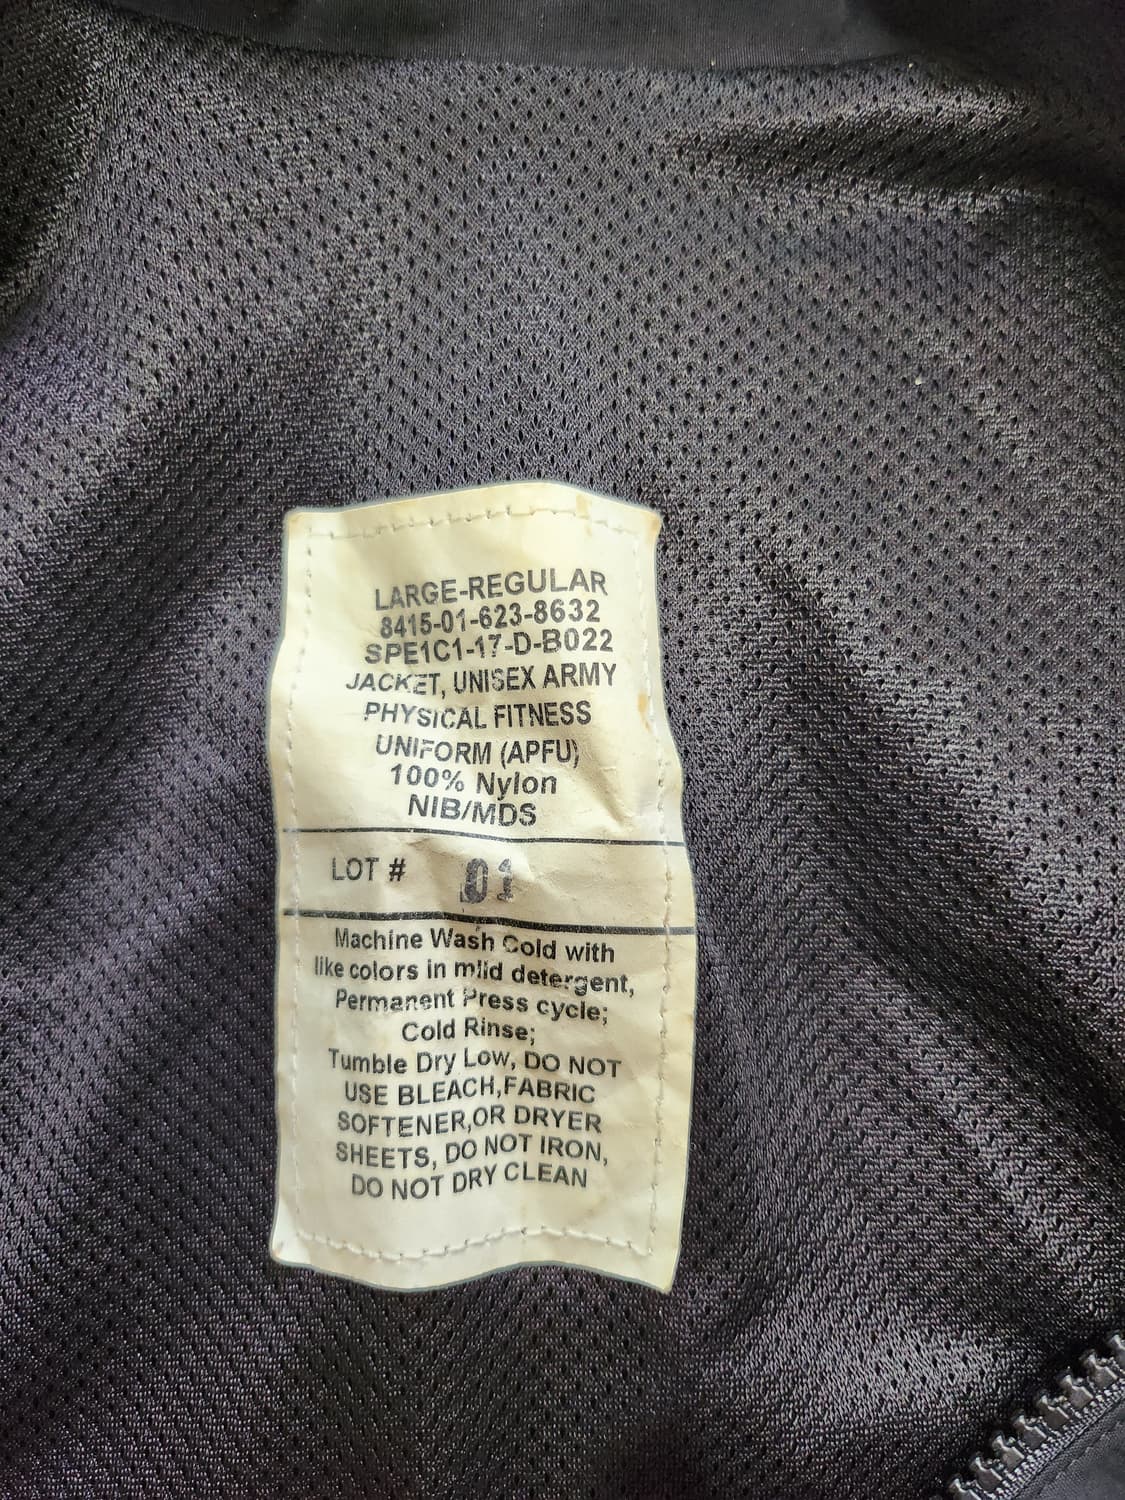 LARGE-REGULAR
8415-01-623-8632
SPE1C1-17-D-B022
JACKET, UNISEX ARMY
PHYSICAL FITNESS
UNIFORM (APFU)
100% Nylon
NIB/MDS
LOT # 01
Machine Wash Cold with
like colors in mild detergent,
Permanent Press cycle;
Cold Rinse;
Tumble Dry Low, DO NOT
USE BLEACH,FABRIC
SOFTENER,OR DRYER
SHEETS, DO NOT IRON,
DO NOT DRY CLEAN